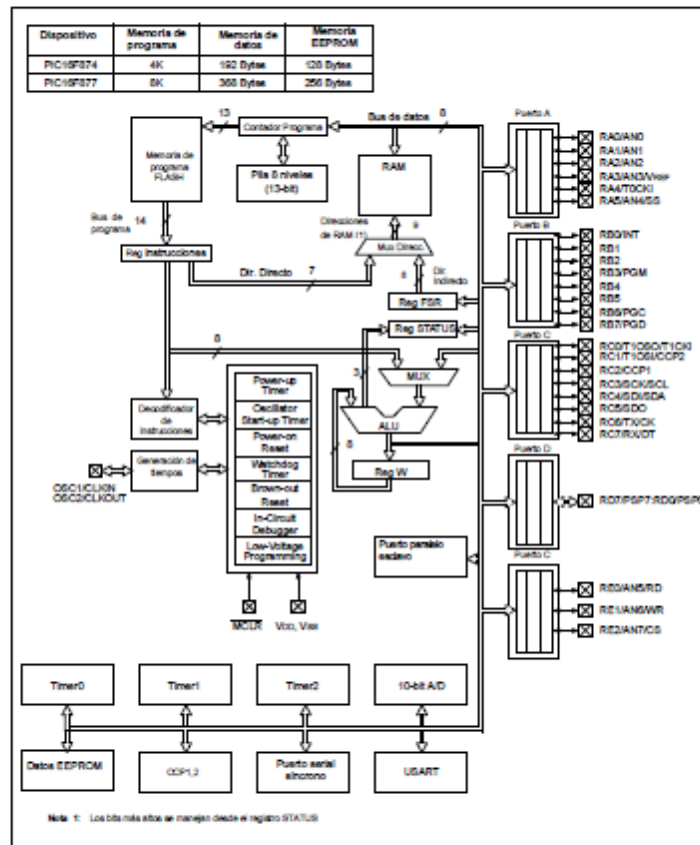 Dispositivo Memoria de programa Memoria de datos Memoria EEPROM
PIC16F874 4K 192 Bytes 128 Bytes
PIC16F877 8K 368 Bytes 256 Bytes
13
Contador Programa
Bus de datos
8
Memoria de
programa
FLASH
Pila 8 niveles
(13-bit)
RAM
Bus de
programa
14
Direcciones
de RAM (1)
9
Mux Direcc.
Reg Instrucciones
Dir. Directo
7
8
Dir.
Indirecto
Reg FSR
Reg STATUS
8
3
MUX
ALU
8
Reg W
Decodificador
de
Instrucciones
Generación de
tiempos
OSC1/CLKIN
OSC2/CLKOUT
Power-up
Timer
Oscilator
Start-up Timer
Power-on
Reset
Watchdog
Timer
Brown-out
Reset
In-Circuit
Debugger
Low-Voltage
Programming
MCLR
VDD, VSS
Puerto paralelo
esclavo
Puerto A
RA0/AN0
RA1/AN1
RA2/AN2
RA3/AN3/VREF
RA4/T0CKI
RA5/AN4/SS
Puerto B
RB0/INT
RB1
RB2
RB3/PGM
RB4
RB5
RB6/PGC
RB7/PGD
Puerto C
RC0/T1OSO/T1CKI
RC1/T1OSI/CCP2
RC2/CCP1
RC3/SCK/SCL
RC4/SDI/SDA
RC5/SDO
RC6/TX/CK
RC7/RX/DT
Puerto D
RD7/PSP7:RD0/PSP0
Puerto C
RE0/AN5/RD
RE1/AN6/WR
RE2/AN7/CS
Timer0
Timer1
Timer2
10-bit A/D
Datos EEPROM
CCP1,2
Puerto serial
síncrono
USART
Nota 1: Los bits más altos se manejan desde el registro STATUS